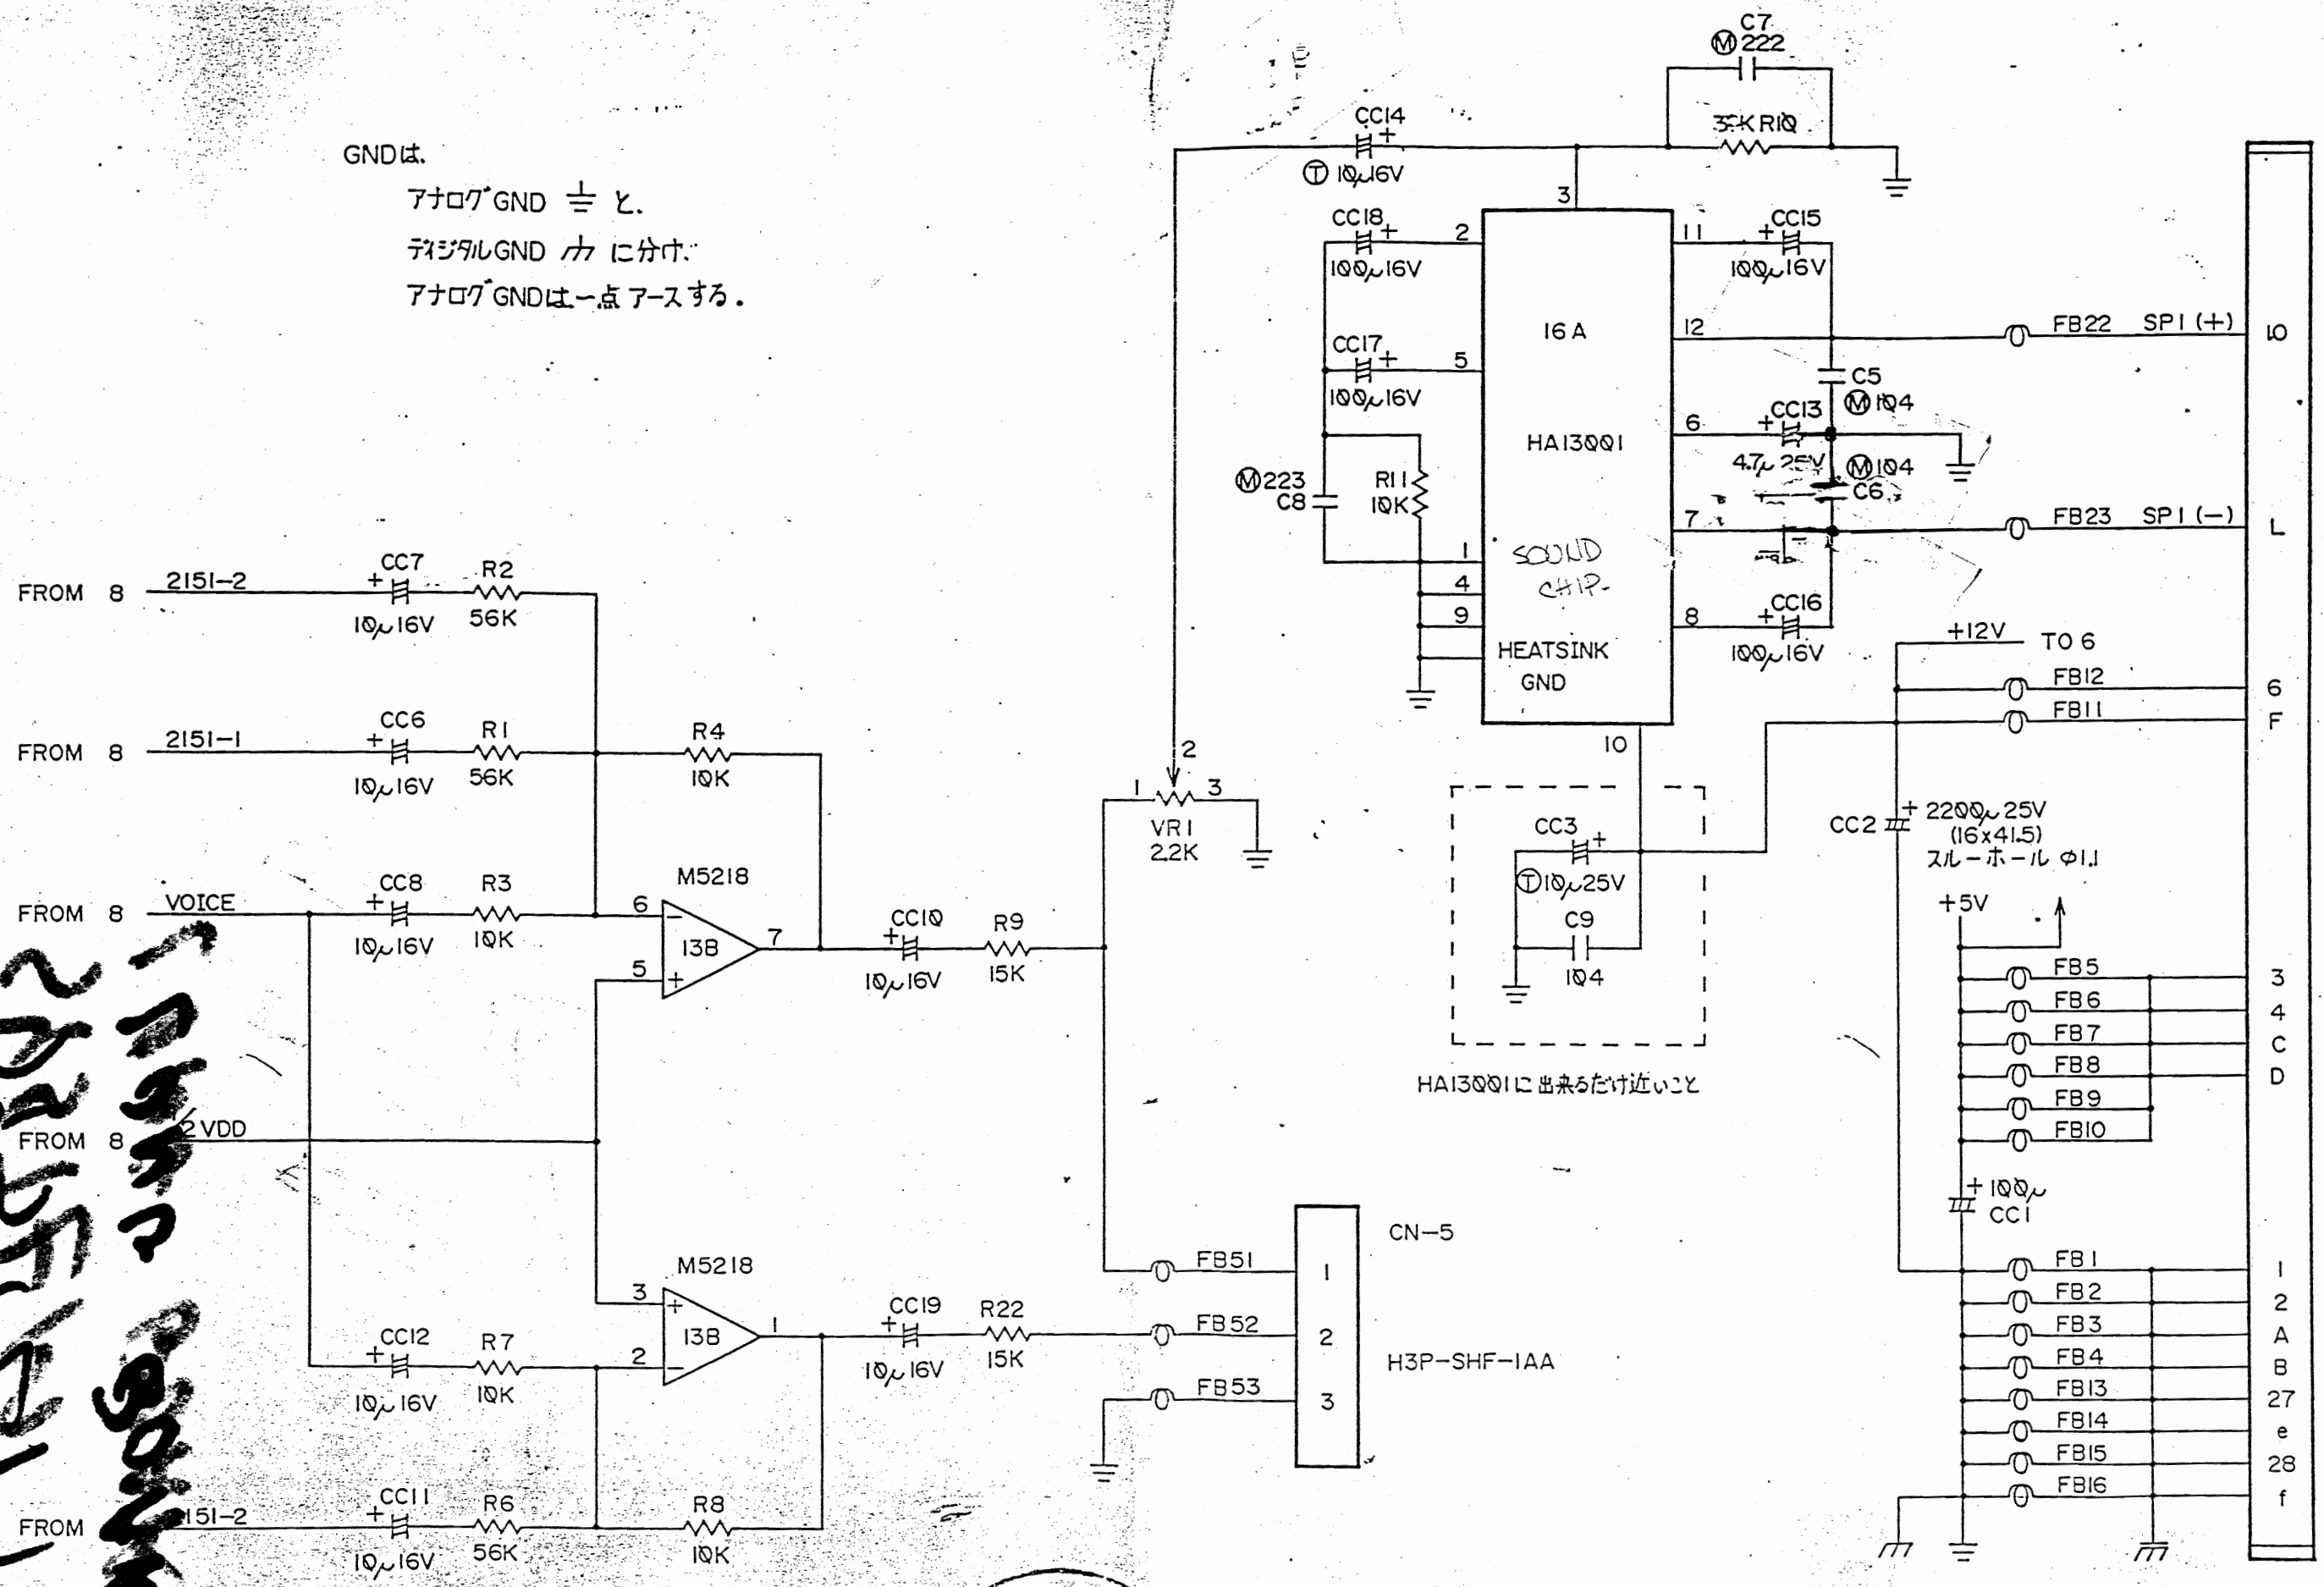 GNDは、
アナログGND と、
ディジタルGND に分け、
アナログGNDは一点アースする。
C7
Ⓜ222
CC14
+
Ⓣ10μ16V
R10
3
CC18
+
100μ16V
2
CC17
+
100μ16V
5
Ⓜ223
C8
R11
10K
1
4
9
16A
HA13001
SOUND
CHIP
HEATSINK
GND
10
11
+
CC15
100μ16V
12
FB22
SP1(+)
10
C5
Ⓜ104
6
+
CC13
4.7μ 25V
Ⓜ104
C6
7
FB23
SP1(−)
L
8
+
CC16
100μ16V
+12V
TO 6
FB12
6
FB11
F
CC2
+
2200μ25V
(16×41.5)
スルーホール φ1.1
CC3
+
Ⓣ10μ25V
C9
104
HA13001に出来るだけ近いこと
+5V
FB5
3
FB6
4
FB7
C
FB8
D
FB9
FB10
+
100μ
CC1
FB1
1
FB2
2
FB3
A
FB4
B
FB13
27
FB14
e
FB15
28
FB16
f
FROM 8
2151-2
CC7
+
10μ16V
R2
56K
FROM 8
2151-1
CC6
+
10μ16V
R1
56K
R4
10K
FROM 8
VOICE
CC8
+
10μ16V
R3
10K
M5218
6
−
13B
7
5
+
CC10
+
10μ16V
R9
15K
2
1
3
VR1
2.2K
FROM 8
2VDD
M5218
3
+
13B
1
2
−
CC12
+
10μ16V
R7
10K
CC19
+
10μ16V
R22
15K
FROM
151-2
CC11
+
10μ16V
R6
56K
R8
10K
FB51
1
FB52
2
FB53
3
CN-5
H3P-SHF-1AA